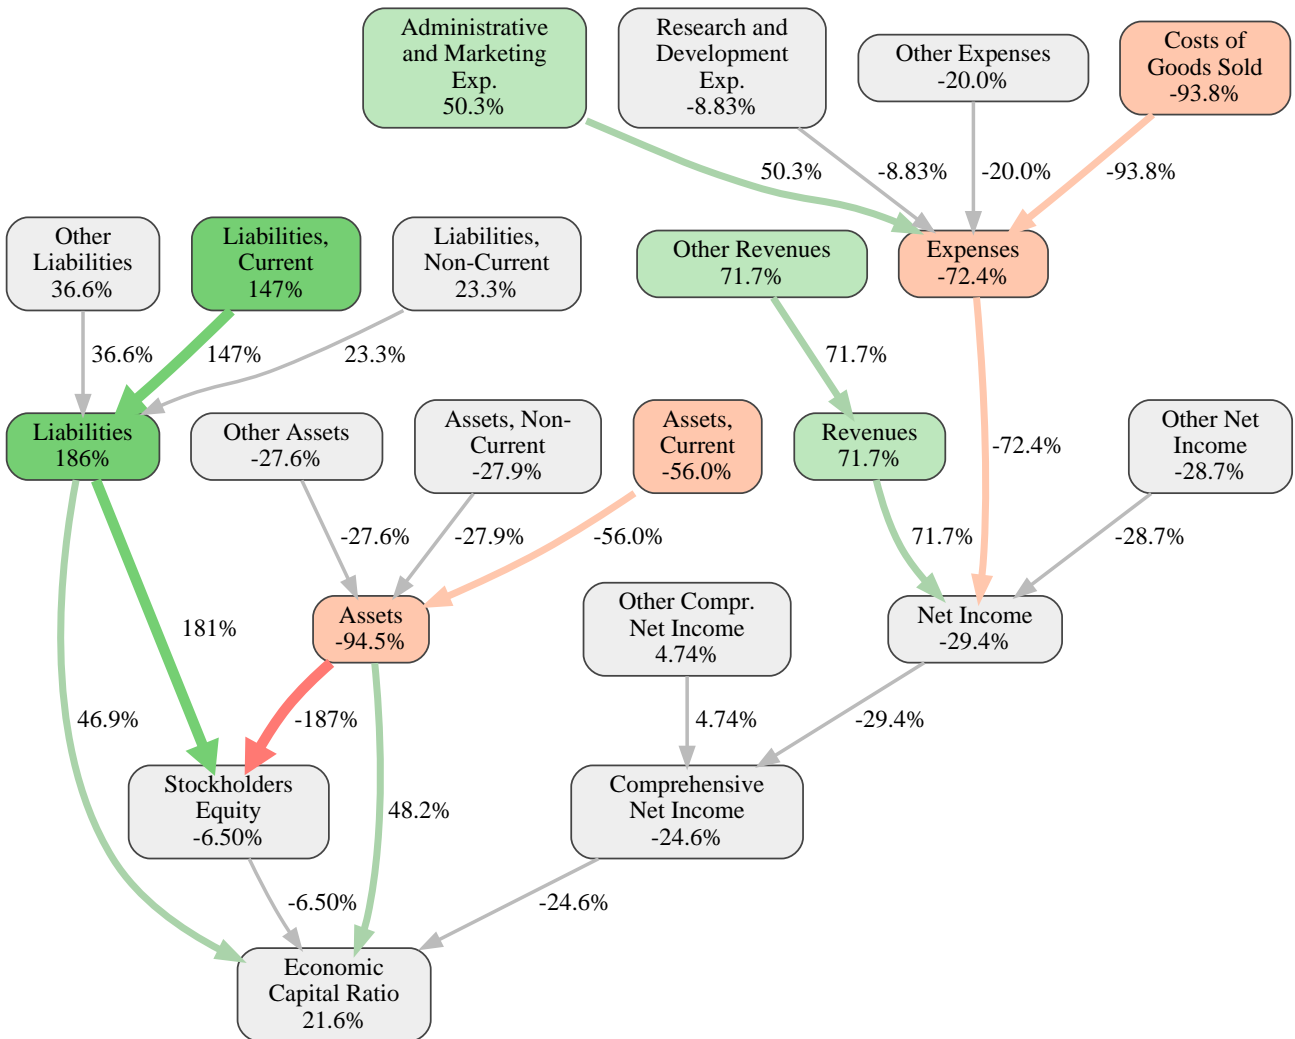 Administrative
and Marketing
Exp.
50.3%
Research and
Development
Exp.
-8.83%
Other Expenses
-20.0%
Costs of
Goods Sold
-93.8%
50.3%
-8.83%
-20.0%
-93.8%
Other
Liabilities
36.6%
Liabilities,
Current
147%
Liabilities,
Non-Current
23.3%
Other Revenues
71.7%
Expenses
-72.4%
36.6%
147%
23.3%
71.7%
Liabilities
186%
Other Assets
-27.6%
Assets, Non-
Current
-27.9%
Assets,
Current
-56.0%
Revenues
71.7%
-72.4%
Other Net
Income
-28.7%
-27.6%
-27.9%
-56.0%
71.7%
-28.7%
181%
Assets
-94.5%
Other Compr.
Net Income
4.74%
Net Income
-29.4%
46.9%
-187%
4.74%
-29.4%
Stockholders
Equity
-6.50%
48.2%
Comprehensive
Net Income
-24.6%
-6.50%
-24.6%
Economic
Capital Ratio
21.6%